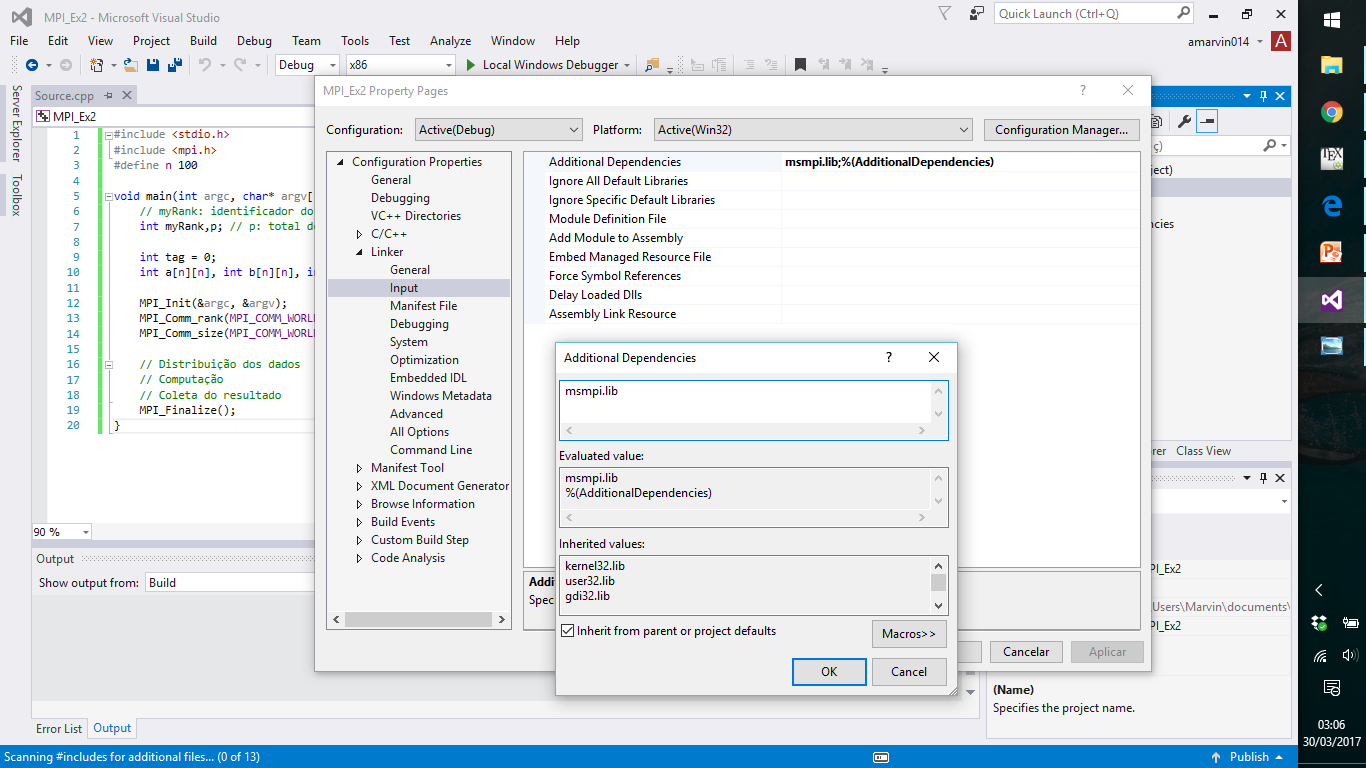 MPI_Ex2 - Microsoft Visual Studio
Quick Launch (Ctrl+Q)
File Edit View Project Build Debug Team Tools Test Analyze Window Help
amarvin014 A
Debug x86 Local Windows Debugger
Server Explorer
Toolbox
Source.cpp
MPI_Ex2
1 #include <stdio.h>
2 #include <mpi.h>
3 #define n 100
4
5 void main(int argc, char* argv[
6 // myRank: identificador do
7 int myRank,p; // p: total d
8
9 int tag = 0;
10 int a[n][n], int b[n][n], i
11
12 MPI_Init(&argc, &argv);
13 MPI_Comm_rank(MPI_COMM_WORL
14 MPI_Comm_size(MPI_COMM_WORL
15
16 // Distribuição dos dados
17 // Computação
18 // Coleta do resultado
19 MPI_Finalize();
20 }
90 %
Output
Show output from: Build
Error List Output
MPI_Ex2 Property Pages
? ×
Configuration: Active(Debug) Platform: Active(Win32) Configuration Manager...
Configuration Properties
General
Debugging
VC++ Directories
C/C++
Linker
General
Input
Manifest File
Debugging
System
Optimization
Embedded IDL
Windows Metadata
Advanced
All Options
Command Line
Manifest Tool
XML Document Generator
Browse Information
Build Events
Custom Build Step
Code Analysis
Additional Dependencies msmpi.lib;%(AdditionalDependencies)
Ignore All Default Libraries
Ignore Specific Default Libraries
Module Definition File
Add Module to Assembly
Embed Managed Resource File
Force Symbol References
Delay Loaded Dlls
Assembly Link Resource
Addi
Spec
Cancelar Aplicar
Additional Dependencies
? ×
msmpi.lib
Evaluated value:
msmpi.lib
%(AdditionalDependencies)
Inherited values:
kernel32.lib
user32.lib
gdi32.lib
Inherit from parent or project defaults
Macros>>
OK Cancel
ç)
ject)
ncies
rer Class View
PI_Ex2
Users\Marvin\documents\
PI_Ex2
(Name)
Specifies the project name.
Scanning #includes for additional files... (0 of 13)
Publish
TEX
03:06
30/03/2017